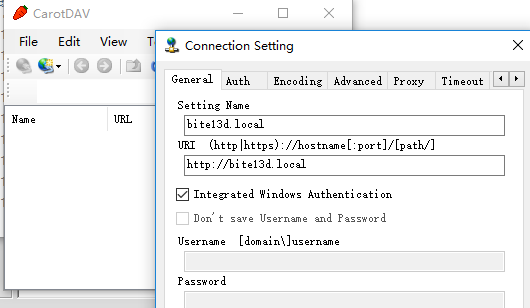 CarotDAV
File Edit View T
Name URL
Connection Setting
General Auth Encoding Advanced Proxy Timeout
Setting Name
bite13d.local
URI (http|https)://hostname[:port]/[path/]
http://bite13d.local
Integrated Windows Authentication
Don't save Username and Password
Username [domain\]username
Password